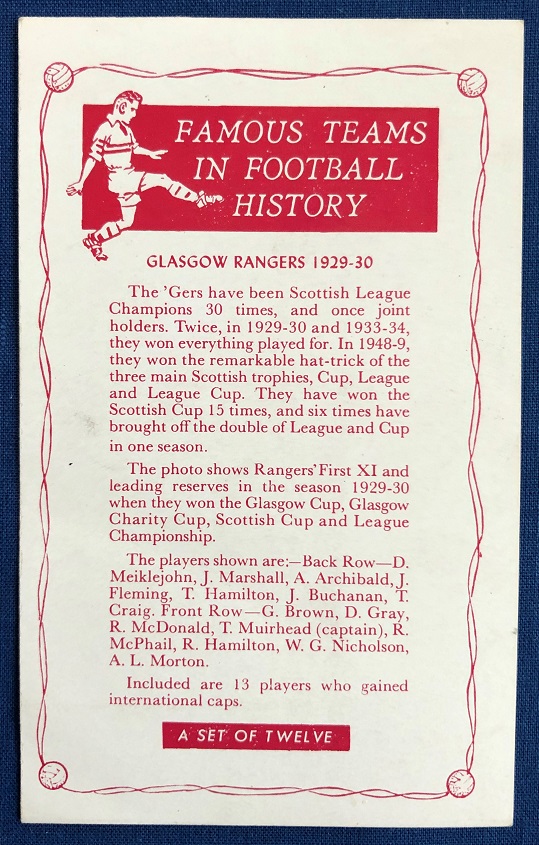 FAMOUS TEAMS
IN FOOTBALL
HISTORY
GLASGOW RANGERS 1929-30
The 'Gers have been Scottish League
Champions 30 times, and once joint
holders. Twice, in 1929-30 and 1933-34,
they won everything played for. In 1948-9,
they won the remarkable hat-trick of the
three main Scottish trophies, Cup, League
and League Cup. They have won the
Scottish Cup 15 times, and six times have
brought off the double of League and Cup
in one season.
The photo shows Rangers' First XI and
leading reserves in the season 1929-30
when they won the Glasgow Cup, Glasgow
Charity Cup, Scottish Cup and League
Championship.
The players shown are:—Back Row—D.
Meiklejohn, J. Marshall, A. Archibald, J.
Fleming, T. Hamilton, J. Buchanan, T.
Craig. Front Row—G. Brown, D. Gray,
R. McDonald, T. Muirhead (captain), R.
McPhail, R. Hamilton, W. G. Nicholson,
A. L. Morton.
Included are 13 players who gained
international caps.
A SET OF TWELVE